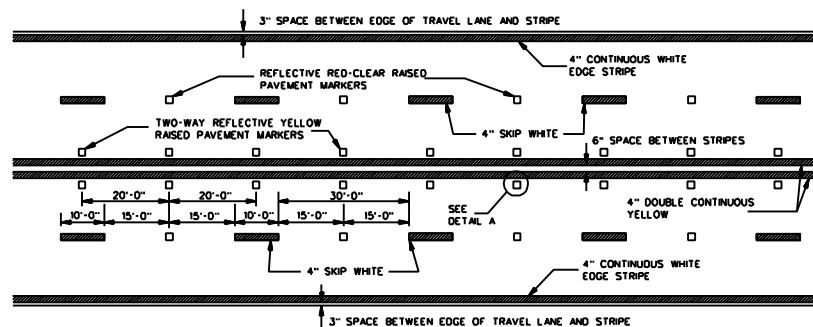 3" SPACE BETWEEN EDGE OF TRAVEL LANE AND STRIPE
4" CONTINUOUS WHITE
EDGE STRIPE
REFLECTIVE RED-CLEAR RAISED
PAVEMENT MARKERS
TWO-WAY REFLECTIVE YELLOW
RAISED PAVEMENT MARKERS
4" SKIP WHITE
6" SPACE BETWEEN STRIPES
20'-0"
20'-0"
30'-0"
10'-0"
15'-0"
15'-0"
10'-0"
15'-0"
15'-0"
SEE
DETAIL A
4" DOUBLE CONTINUOUS
YELLOW
4" SKIP WHITE
4" CONTINUOUS WHITE
EDGE STRIPE
3" SPACE BETWEEN EDGE OF TRAVEL LANE AND STRIPE